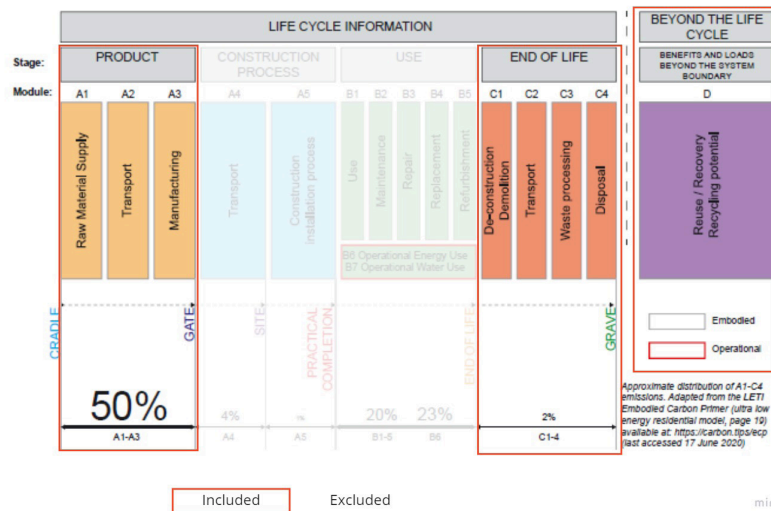 LIFE CYCLE INFORMATION
BEYOND THE LIFE
CYCLE
Stage:
PRODUCT
CONSTRUCTION
PROCESS
USE
END OF LIFE
BENEFITS AND LOADS
BEYOND THE SYSTEM
BOUNDARY
Module:
A1
A2
A3
A4
A5
B1
B2
B3
B4
B5
C1
C2
C3
C4
D
Raw Material Supply
Transport
Manufacturing
Transport
Construction
installation process
Use
Maintenance
Repair
Replacement
Refurbishment
De-construction
Demolition
Transport
Waste processing
Disposal
Reuse / Recovery
Recycling potential
B6 Operational Energy Use
B7 Operational Water Use
CRADLE
GATE
SITE
PRACTICAL
COMPLETION
END OF LIFE
GRAVE
Embodied
Operational
50%
4%
20%
23%
2%
A1-A3
A4
A5
B1-5
B6
C1-4
Approximate distribution of A1-C4
emissions. Adapted from the LETI
Embodied Carbon Primer (ultra low
energy residential model, page 19)
available at: https://carbon.tips/ecp
(last accessed 17 June 2020)
Included
Excluded